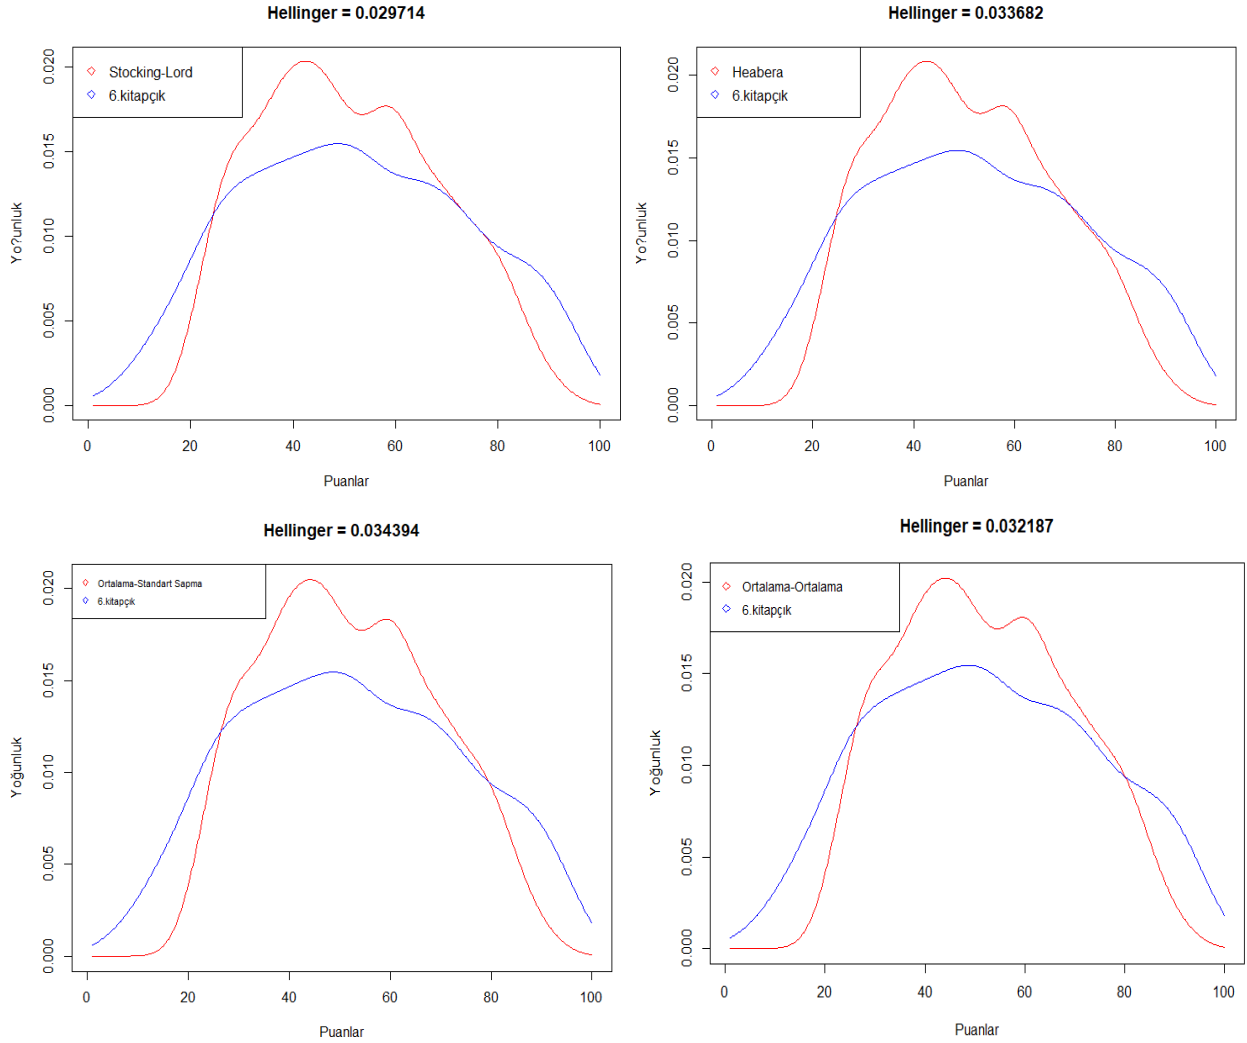 Hellinger = 0.029714
Stocking-Lord
6.kitapçık
Yo?unluk
0.000 0.005 0.010 0.015 0.020
0 20 40 60 80 100
Puanlar
Hellinger = 0.033682
Heabera
6.kitapçık
Yo?unluk
0.000 0.005 0.010 0.015 0.020
0 20 40 60 80 100
Puanlar
Hellinger = 0.034394
Ortalama-Standart Sapma
6.kitapçık
Yoğunluk
0.000 0.005 0.010 0.015 0.020
0 20 40 60 80 100
Puanlar
Hellinger = 0.032187
Ortalama-Ortalama
6.kitapçık
Yoğunluk
0.000 0.005 0.010 0.015 0.020
0 20 40 60 80 100
Puanlar